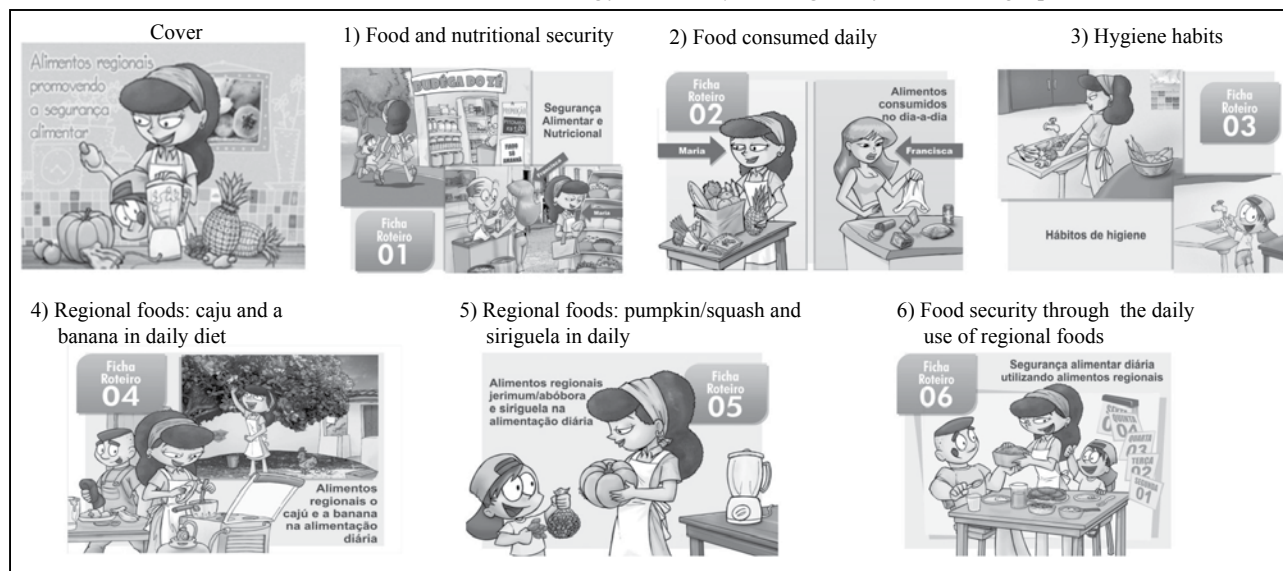 Cover
Alimentos regionais
promovendo
a segurança
alimentar
1) Food and nutritional security
BUDÉGA DO ZÉ
Segurança
Alimentar e
Nutricional
Maria
Ficha
Roteiro
01
2) Food consumed daily
Ficha
Roteiro
02
Maria
Alimentos
consumidos
no dia-a-dia
Francisca
3) Hygiene habits
Ficha
Roteiro
03
Hábitos de higiene
4) Regional foods: caju and a
banana in daily diet
Ficha
Roteiro
04
Alimentos
regionais o
cajú e a banana
na alimentação
diária
5) Regional foods: pumpkin/squash and
siriguela in daily
Alimentos regionais
jerimum/abóbora
e siriguela na
alimentação diária
Ficha
Roteiro
05
6) Food security through the daily
use of regional foods
Ficha
Roteiro
06
Segurança alimentar diária
utilizando alimentos regionais
SEXTA
QUINTA
04
QUARTA
03
TERÇA
02
SEGUNDA
01